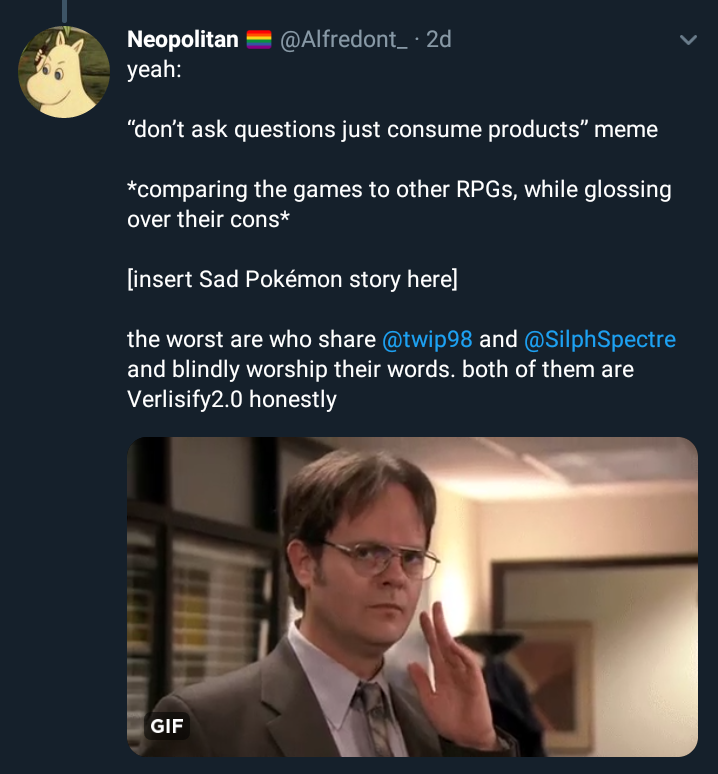 Neopolitan 🏳️‍🌈 @Alfredont_ · 2d
yeah:
“don’t ask questions just consume products” meme
*comparing the games to other RPGs, while glossing
over their cons*
[insert Sad Pokémon story here]
the worst are who share @twip98 and @SilphSpectre
and blindly worship their words. both of them are
Verlisify2.0 honestly
GIF